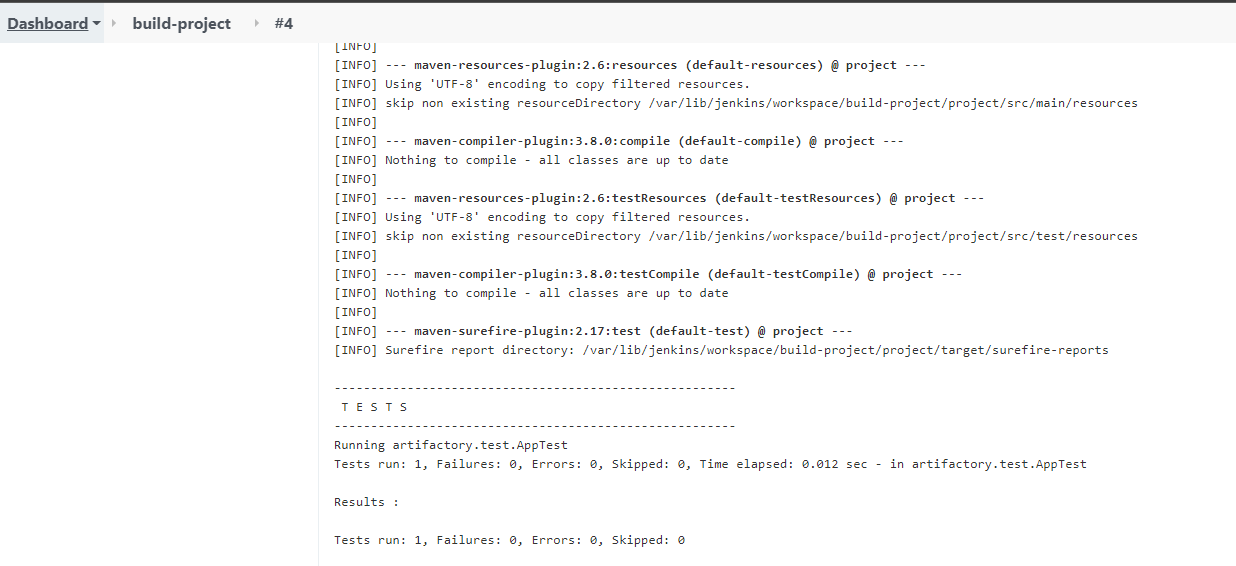 Dashboard build-project #4
[INFO]
[INFO] --- maven-resources-plugin:2.6:resources (default-resources) @ project ---
[INFO] Using 'UTF-8' encoding to copy filtered resources.
[INFO] skip non existing resourceDirectory /var/lib/jenkins/workspace/build-project/project/src/main/resources
[INFO]
[INFO] --- maven-compiler-plugin:3.8.0:compile (default-compile) @ project ---
[INFO] Nothing to compile - all classes are up to date
[INFO]
[INFO] --- maven-resources-plugin:2.6:testResources (default-testResources) @ project ---
[INFO] Using 'UTF-8' encoding to copy filtered resources.
[INFO] skip non existing resourceDirectory /var/lib/jenkins/workspace/build-project/project/src/test/resources
[INFO]
[INFO] --- maven-compiler-plugin:3.8.0:testCompile (default-testCompile) @ project ---
[INFO] Nothing to compile - all classes are up to date
[INFO]
[INFO] --- maven-surefire-plugin:2.17:test (default-test) @ project ---
[INFO] Surefire report directory: /var/lib/jenkins/workspace/build-project/project/target/surefire-reports
-------------------------------------------------------
T E S T S
-------------------------------------------------------
Running artifactory.test.AppTest
Tests run: 1, Failures: 0, Errors: 0, Skipped: 0, Time elapsed: 0.012 sec - in artifactory.test.AppTest
Results :
Tests run: 1, Failures: 0, Errors: 0, Skipped: 0